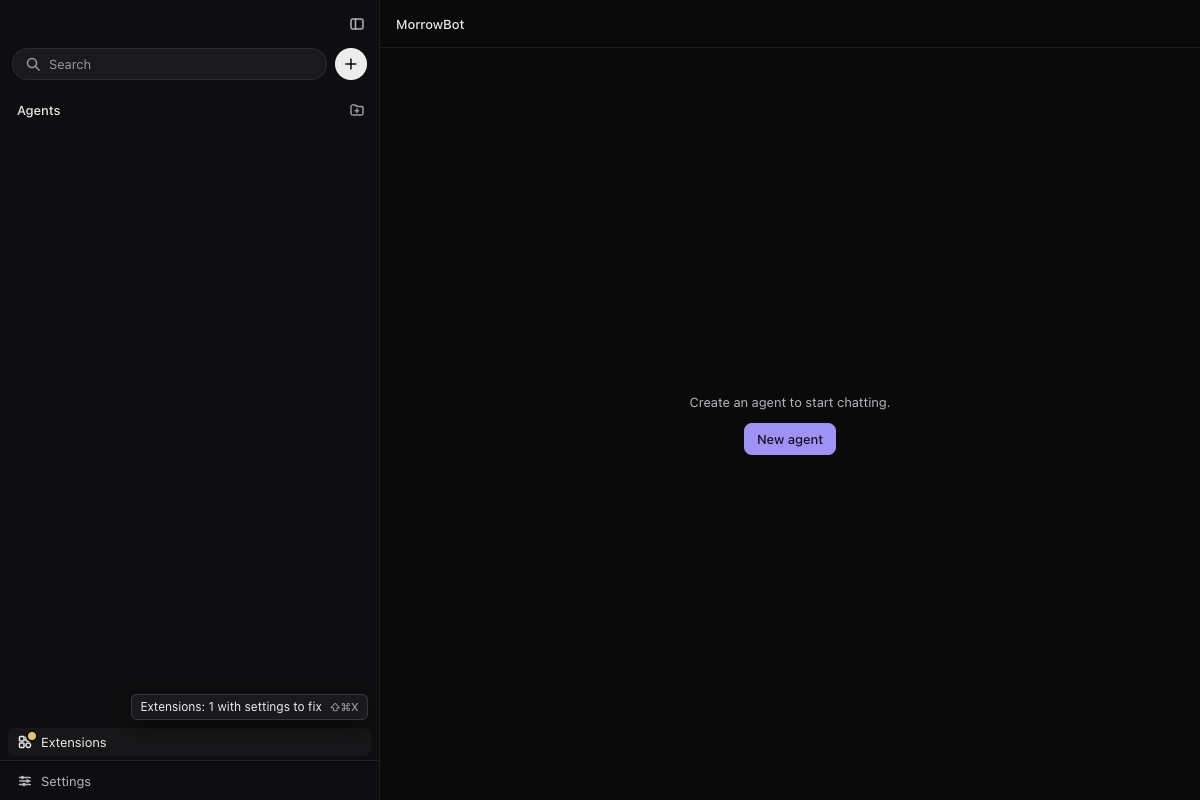 MorrowBot
Search
Agents
Create an agent to start chatting.
New agent
Extensions: 1 with settings to fix ⇧⌘X
Extensions
Settings